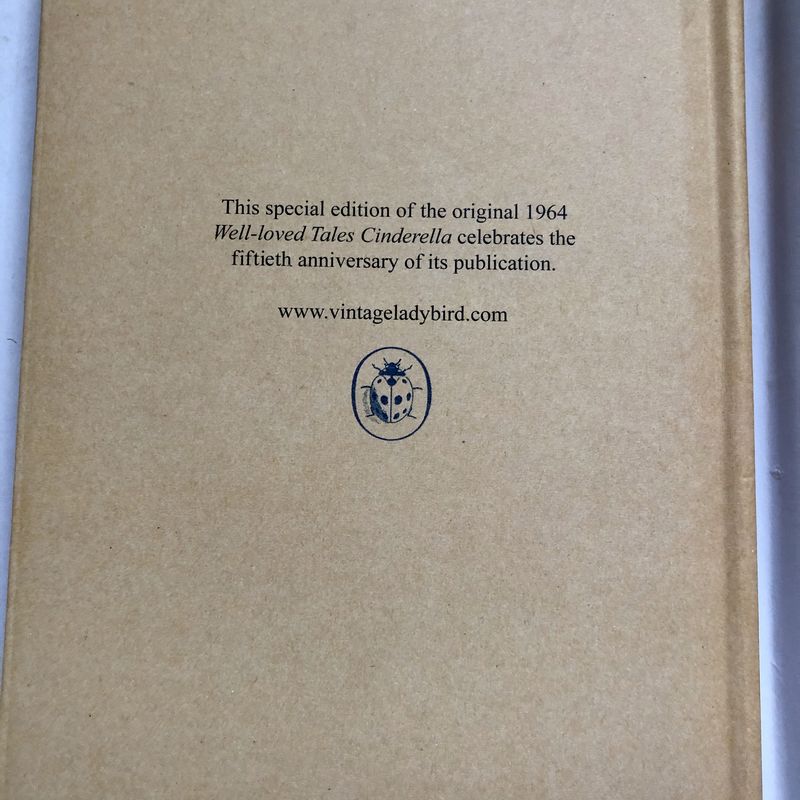 This special edition of the original 1964
Well-loved Tales Cinderella celebrates the
fiftieth anniversary of its publication.
www.vintageladybird.com